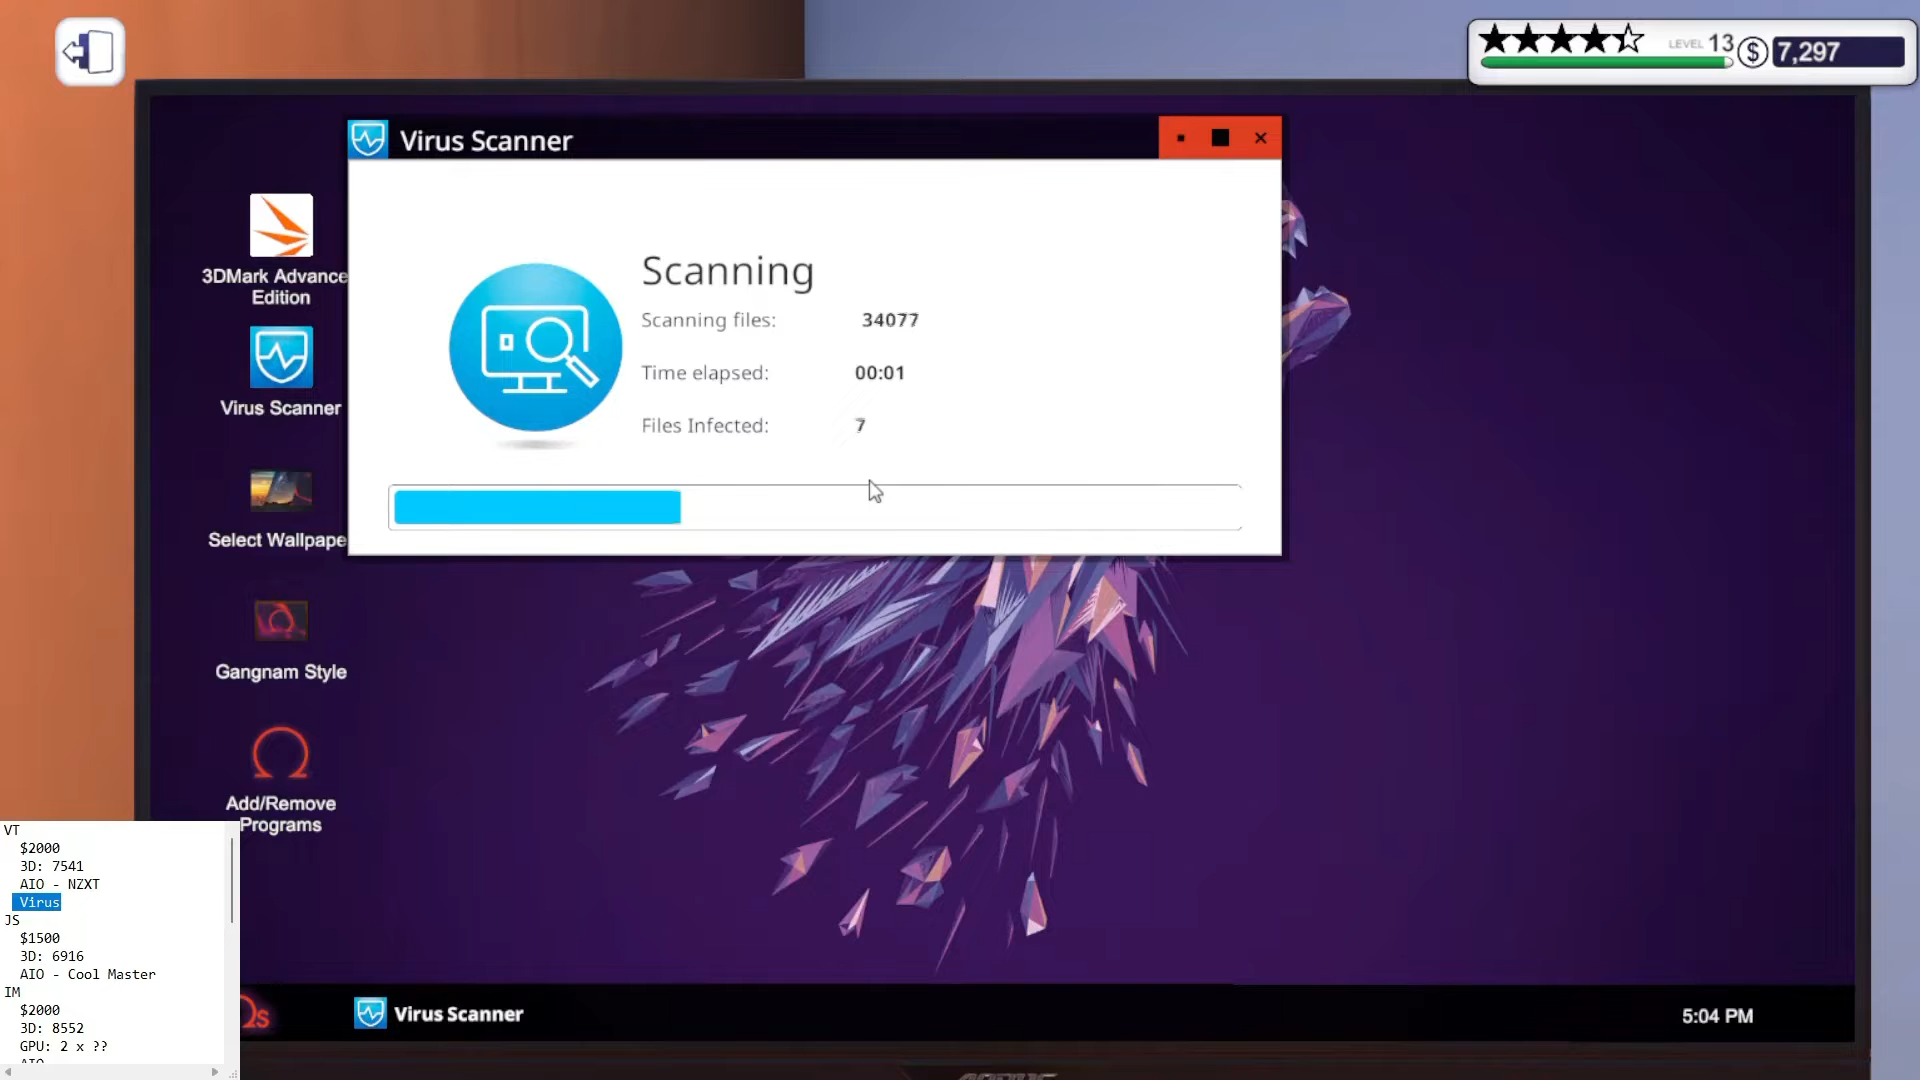 LEVEL 13
$ 7,297
Virus Scanner
Scanning
Scanning files: 34077
Time elapsed: 00:01
Files Infected: 7
3DMark Advance
Edition
Virus Scanner
Select Wallpape
Gangnam Style
Add/Remove
Programs
VT
$2000
3D: 7541
AIO - NZXT
Virus
JS
$1500
3D: 6916
AIO - Cool Master
IM
$2000
3D: 8552
GPU: 2 x ??
AIO
Ωs
Virus Scanner
5:04 PM